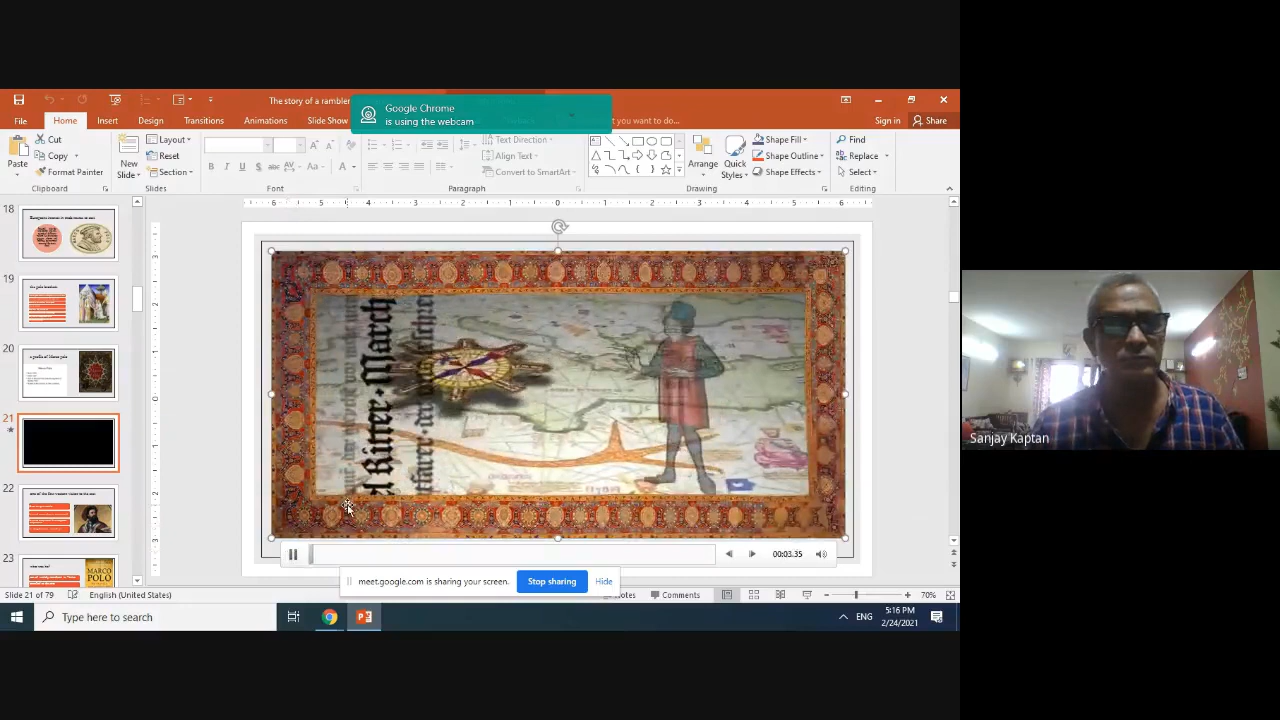 The story of a rambler
Google Chrome
is using the webcam
you want to do...
Sign in
Share
File
Home
Insert
Design
Transitions
Animations
Slide Show
Paste
Cut
Copy
Format Painter
Clipboard
New
Slide
Layout
Reset
Section
Slides
Font
Text Direction
Align Text
Convert to SmartArt
Paragraph
Arrange
Quick
Styles
Shape Fill
Shape Outline
Shape Effects
Drawing
Find
Replace
Select
Editing
18
19
20
21
22
23
MARCO
POLO
Ritter · March
00:03.35
meet.google.com is sharing your screen.
Stop sharing
Hide
Slide 21 of 79
English (United States)
Comments
70%
Type here to search
ENG
5:16 PM
2/24/2021
Sanjay Kaptan